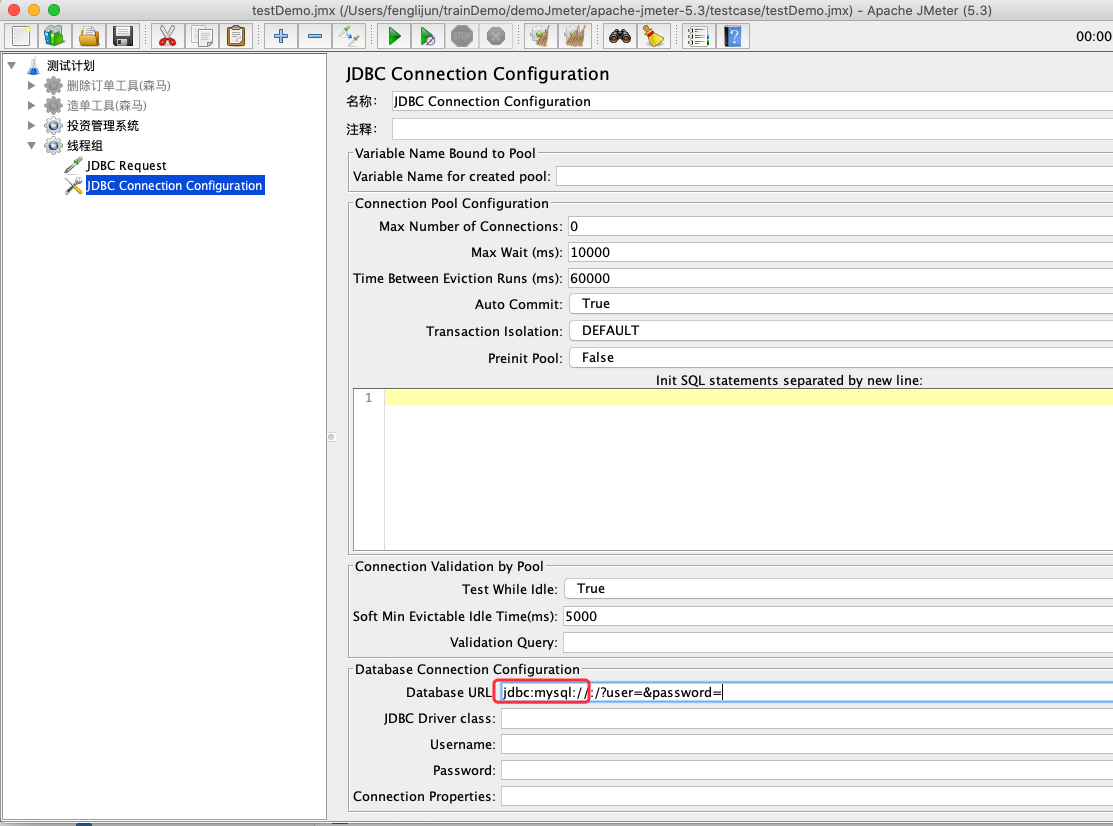 testDemo.jmx (/Users/fenglijun/trainDemo/demoJmeter/apache-jmeter-5.3/testcase/testDemo.jmx) - Apache JMeter (5.3)
00:00
测试计划
删除订单工具(森马)
造单工具(森马)
投资管理系统
线程组
JDBC Request
JDBC Connection Configuration
JDBC Connection Configuration
名称: JDBC Connection Configuration
注释:
Variable Name Bound to Pool
Variable Name for created pool:
Connection Pool Configuration
Max Number of Connections: 0
Max Wait (ms): 10000
Time Between Eviction Runs (ms): 60000
Auto Commit: True
Transaction Isolation: DEFAULT
Preinit Pool: False
Init SQL statements separated by new line:
1
Connection Validation by Pool
Test While Idle: True
Soft Min Evictable Idle Time(ms): 5000
Validation Query:
Database Connection Configuration
Database URL jdbc:mysql://:/?user=&password=
JDBC Driver class:
Username:
Password:
Connection Properties: